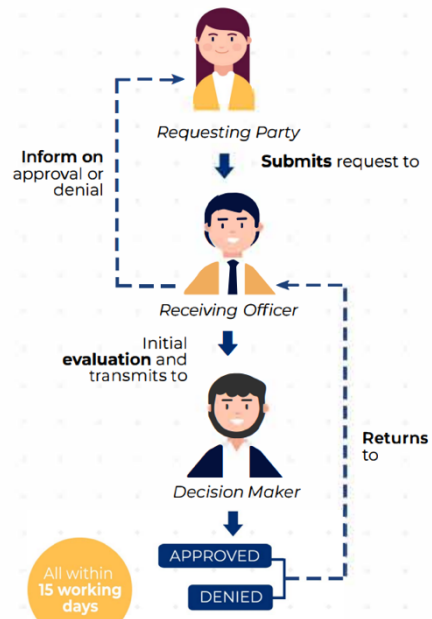 Requesting Party
Inform on
approval or
denial
Submits request to
Receiving Officer
Initial
evaluation and
transmits to
Returns
to
Decision Maker
APPROVED
DENIED
All within
15 working
days